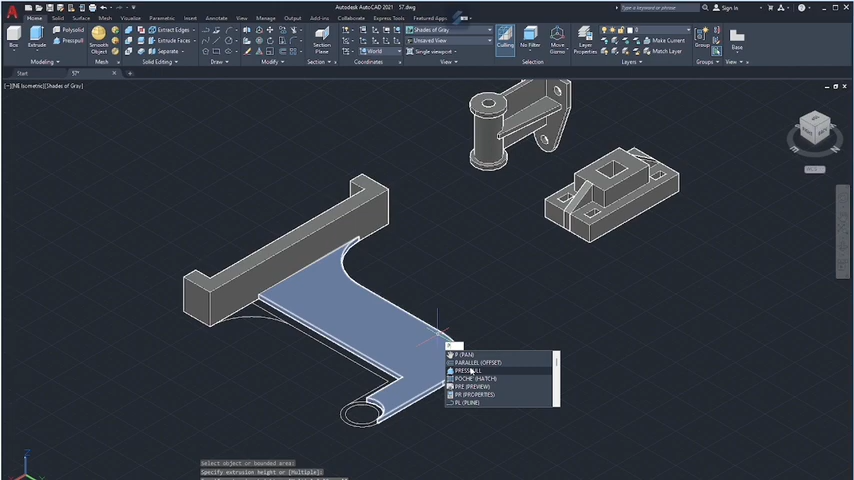 Autodesk AutoCAD 2021 57.dwg
Type a keyword or phrase
Sign In
Home Solid Surface Mesh Visualize Parametric Insert Annotate View Manage Output Add-ins Collaborate Express Tools Featured Apps
Box
Extrude
Polysolid
Presspull
Smooth Object
Extract Edges
Extrude Faces
Separate
Section Plane
World
Shades of Gray
Unsaved View
Single viewport
Culling
No Filter
Move Gizmo
Layer Properties
0
Make Current
Match Layer
Group
Base
Modeling
Mesh
Solid Editing
Draw
Modify
Section
Coordinates
View
Selection
Layers
Groups
Start
57*
[–][NE Isometric][Shades of Gray]
P
P (PAN)
PARALLEL (OFFSET)
PRESSPULL
POCHE' (HATCH)
PRE (PREVIEW)
PR (PROPERTIES)
PL (PLINE)
Select object or bounded area:
Specify extrusion height or [Multiple]: